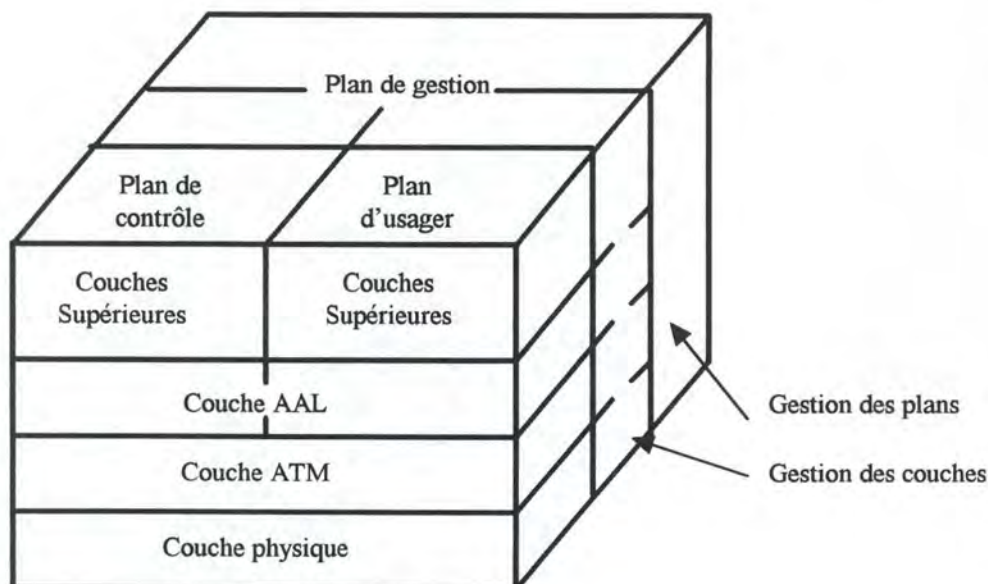 Plan de gestion
Plan de
contrôle
Plan
d'usager
Couches
Supérieures
Couches
Supérieures
Couche AAL
Couche ATM
Couche physique
Gestion des plans
Gestion des couches